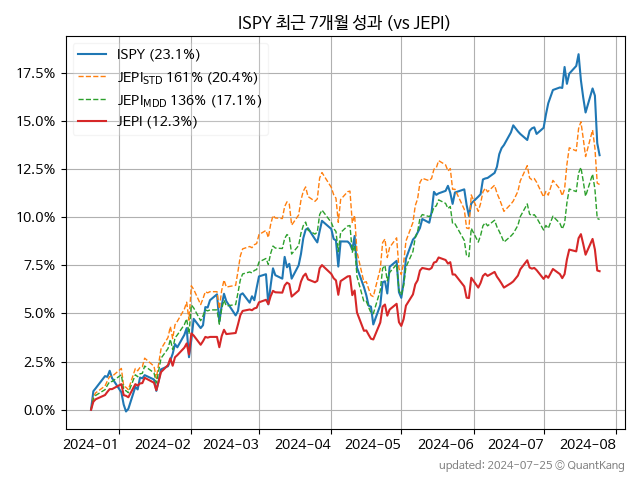 ISPY 최근 7개월 성과 (vs JEPI)
ISPY (23.1%)
JEPI_STD 161% (20.4%)
JEPI_MDD 136% (17.1%)
JEPI (12.3%)
17.5%
15.0%
12.5%
10.0%
7.5%
5.0%
2.5%
0.0%
2024-01 2024-02 2024-03 2024-04 2024-05 2024-06 2024-07 2024-08
updated: 2024-07-25 © QuantKang